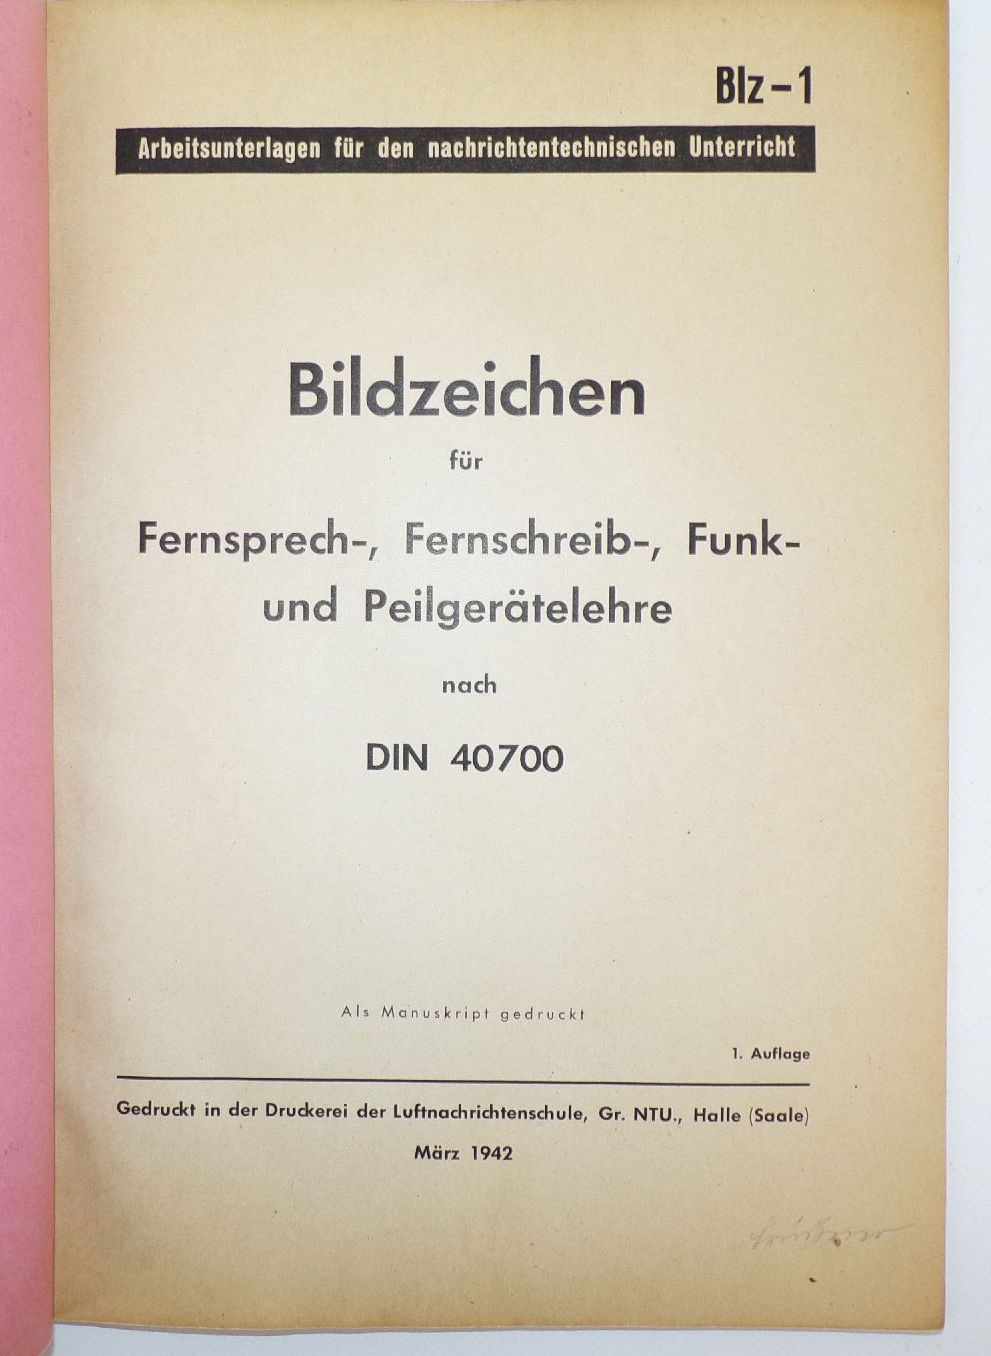 Blz-1
Arbeitsunterlagen für den nachrichtentechnischen Unterricht
Bildzeichen
für
Fernsprech-, Fernschreib-, Funk-
und Peilgerätelehre
nach
DIN 40700
Als Manuskript gedruckt
1. Auflage
Gedruckt in der Druckerei der Luftnachrichtenschule, Gr. NTU., Halle (Saale)
März 1942